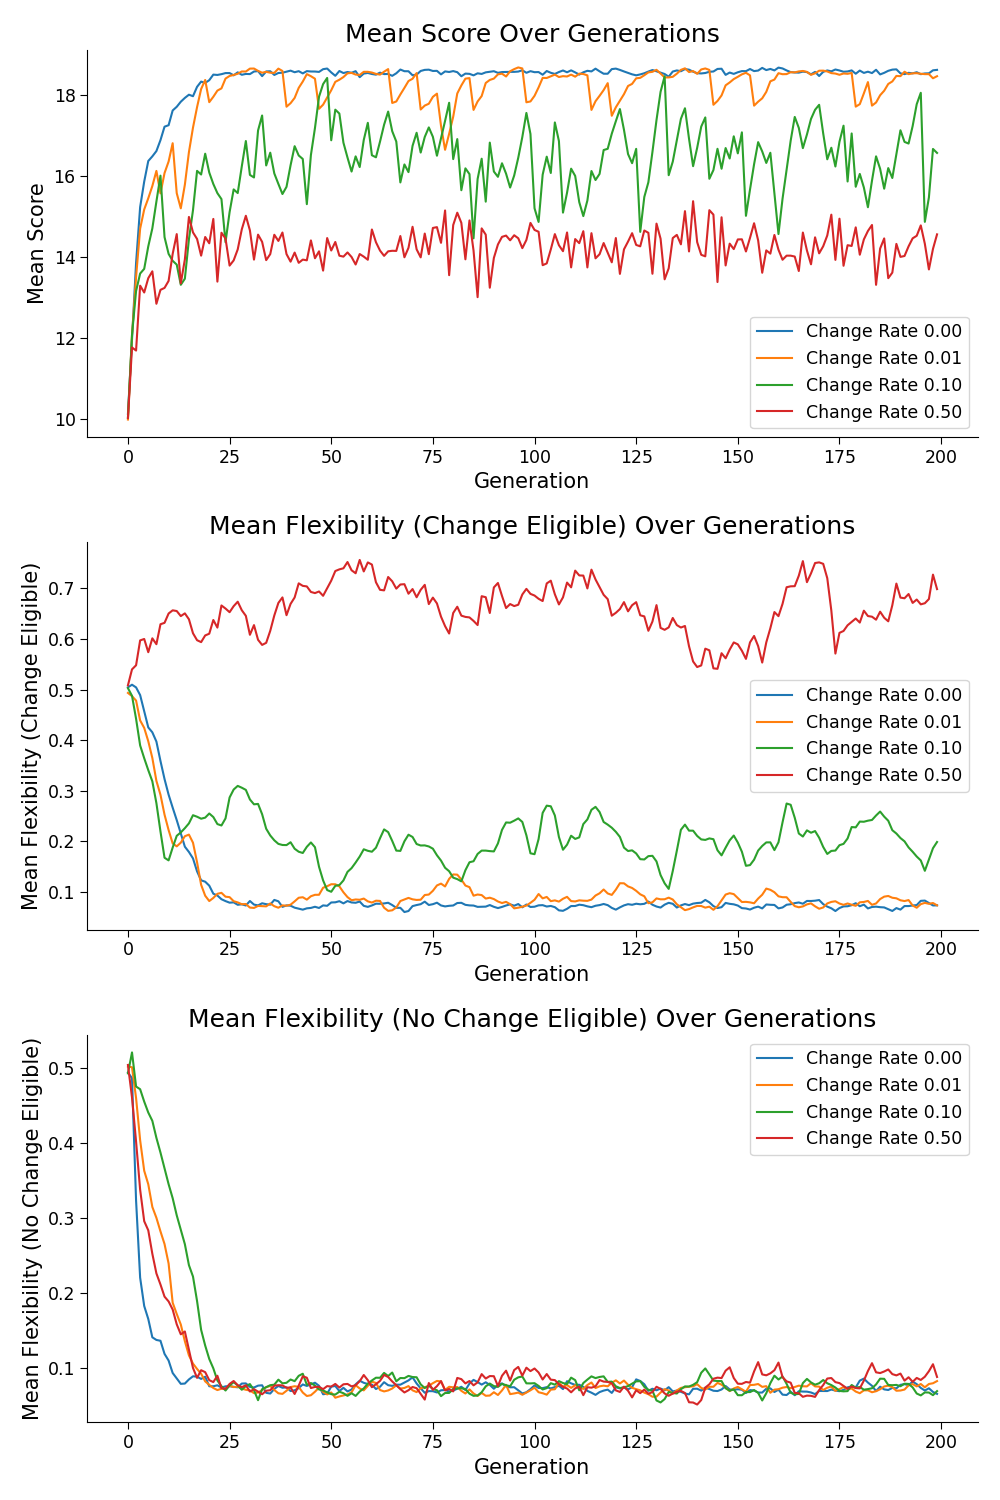 Mean Score Over Generations
Mean Score
18
16
14
12
10
Change Rate 0.00
Change Rate 0.01
Change Rate 0.10
Change Rate 0.50
0 25 50 75 100 125 150 175 200
Generation
Mean Flexibility (Change Eligible) Over Generations
Mean Flexibility (Change Eligible)
0.7
0.6
0.5
0.4
0.3
0.2
0.1
Change Rate 0.00
Change Rate 0.01
Change Rate 0.10
Change Rate 0.50
0 25 50 75 100 125 150 175 200
Generation
Mean Flexibility (No Change Eligible) Over Generations
Mean Flexibility (No Change Eligible)
0.5
0.4
0.3
0.2
0.1
Change Rate 0.00
Change Rate 0.01
Change Rate 0.10
Change Rate 0.50
0 25 50 75 100 125 150 175 200
Generation